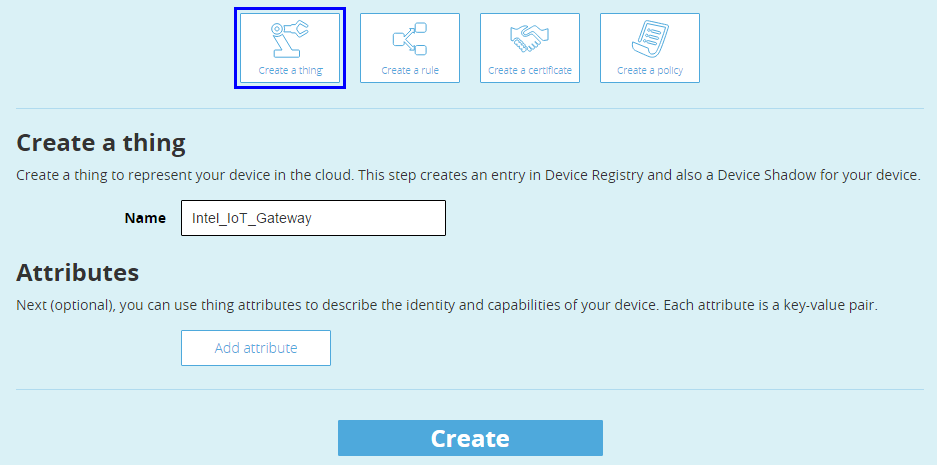 Create a thing
Create a rule
Create a certificate
Create a policy
Create a thing
Create a thing to represent your device in the cloud. This step creates an entry in Device Registry and also a Device Shadow for your device.
Name
Intel_IoT_Gateway
Attributes
Next (optional), you can use thing attributes to describe the identity and capabilities of your device. Each attribute is a key-value pair.
Add attribute
Create